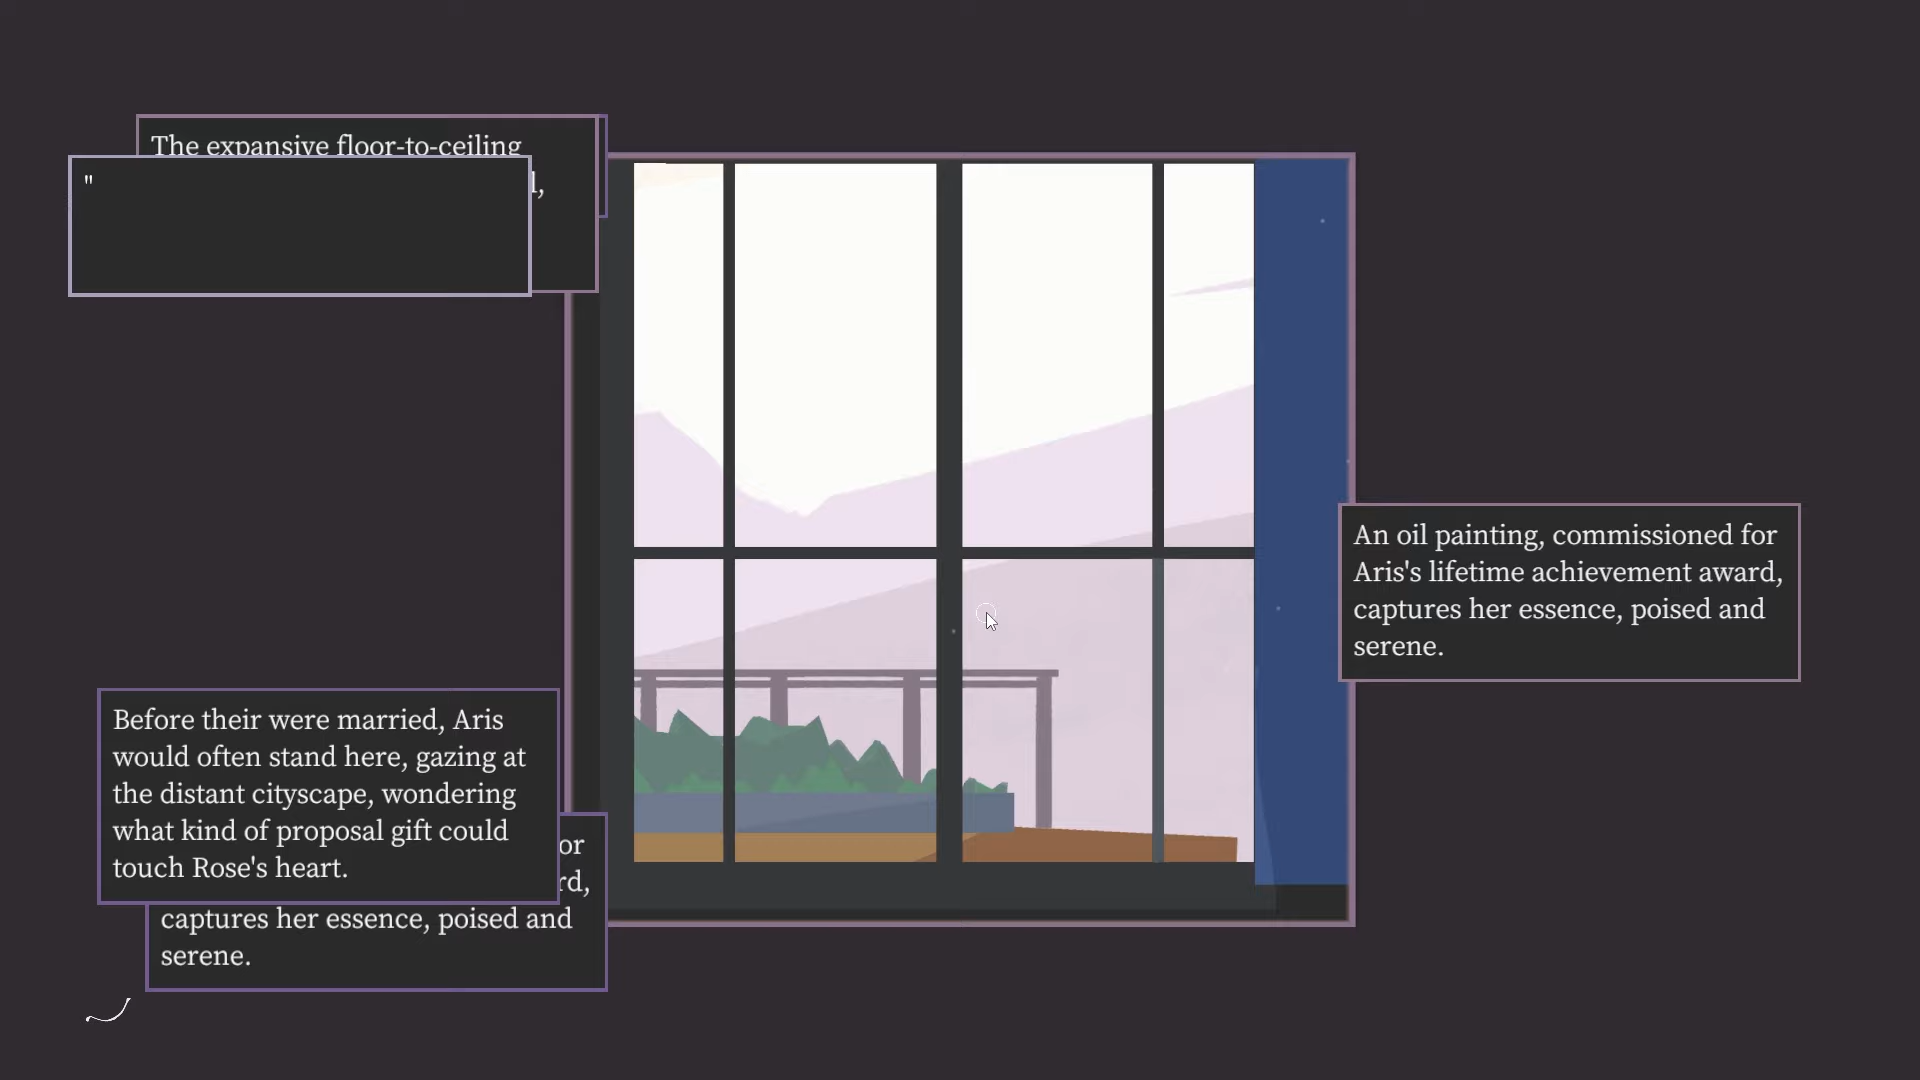 The expansive floor-to-ceiling
"
An oil painting, commissioned for
Aris's lifetime achievement award,
captures her essence, poised and
serene.
Before their were married, Aris
would often stand here, gazing at
the distant cityscape, wondering
what kind of proposal gift could
touch Rose's heart.
captures her essence, poised and
serene.